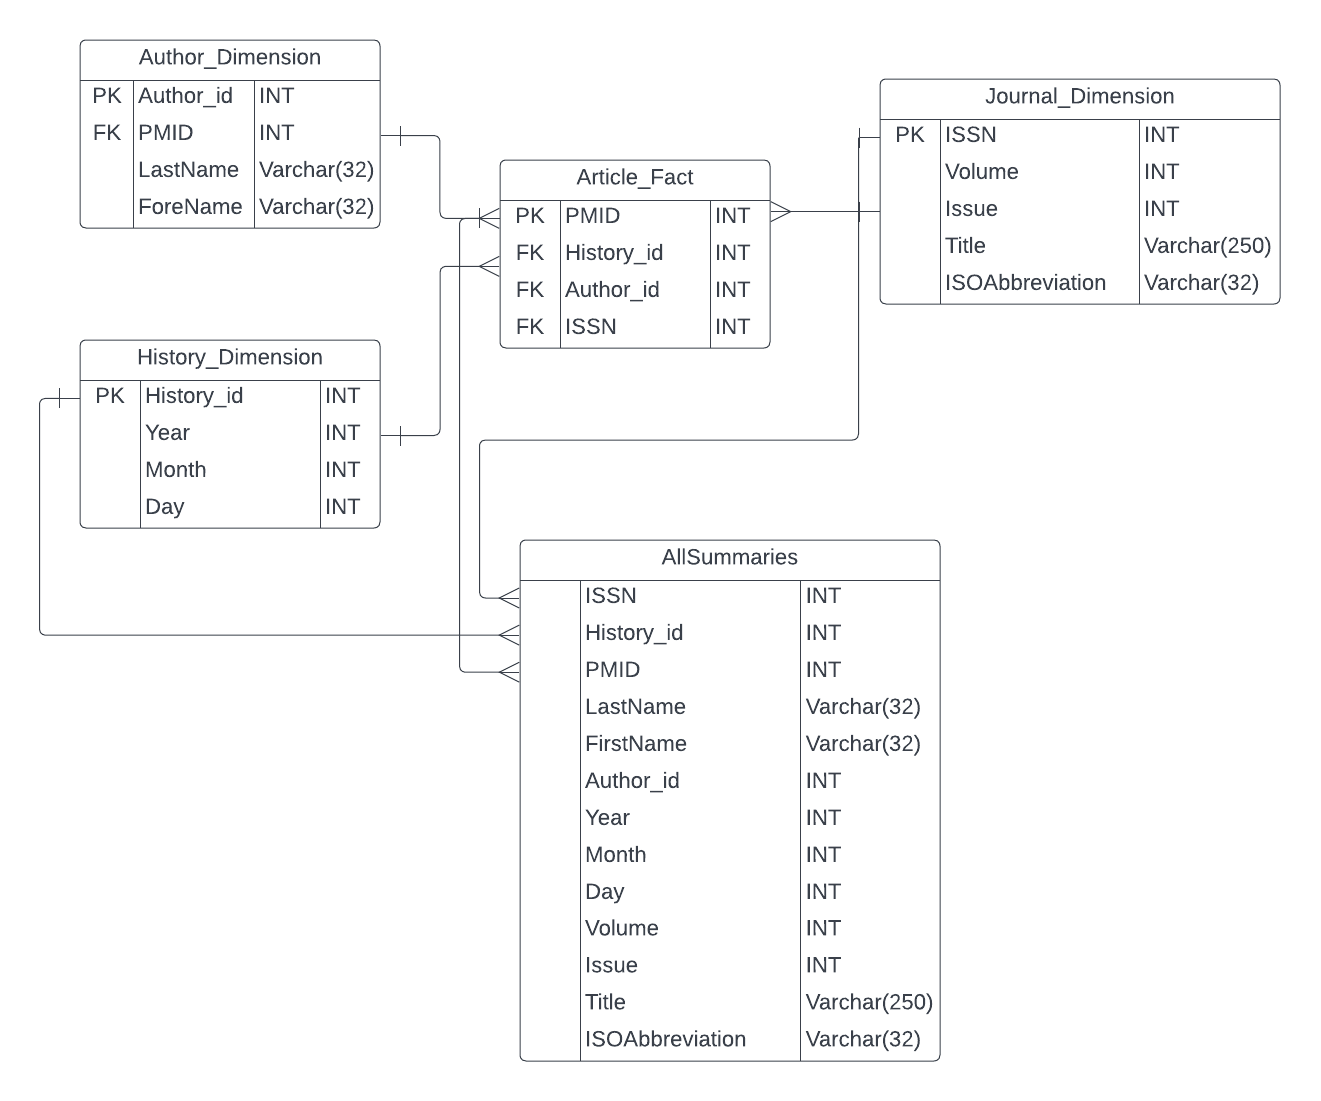 Author_Dimension
PK Author_id INT
FK PMID INT
LastName Varchar(32)
ForeName Varchar(32)
Journal_Dimension
PK ISSN INT
Volume INT
Issue INT
Title Varchar(250)
ISOAbbreviation Varchar(32)
Article_Fact
PK PMID INT
FK History_id INT
FK Author_id INT
FK ISSN INT
History_Dimension
PK History_id INT
Year INT
Month INT
Day INT
AllSummaries
ISSN INT
History_id INT
PMID INT
LastName Varchar(32)
FirstName Varchar(32)
Author_id INT
Year INT
Month INT
Day INT
Volume INT
Issue INT
Title Varchar(250)
ISOAbbreviation Varchar(32)